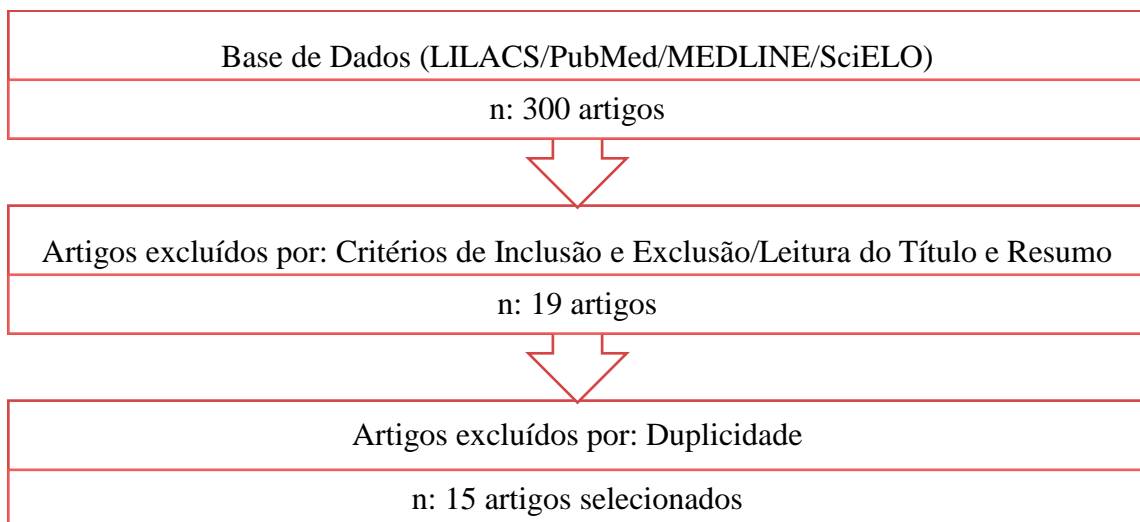 Base de Dados (LILACS/PubMed/MEDLINE/SciELO)
n: 300 artigos
Artigos excluídos por: Critérios de Inclusão e Exclusão/Leitura do Título e Resumo
n: 19 artigos
Artigos excluídos por: Duplicidade
n: 15 artigos selecionados